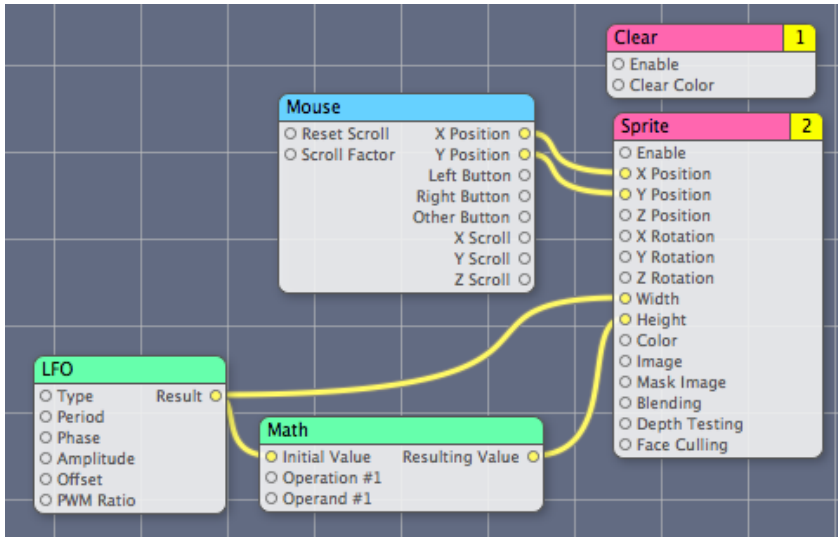 Clear 1
Enable
Clear Color
Mouse
Reset Scroll X Position
Scroll Factor Y Position
Left Button
Right Button
Other Button
X Scroll
Y Scroll
Z Scroll
Sprite 2
Enable
X Position
Y Position
Z Position
X Rotation
Y Rotation
Z Rotation
Width
Height
Color
Image
Mask Image
Blending
Depth Testing
Face Culling
LFO
Type Result
Period
Phase
Amplitude
Offset
PWM Ratio
Math
Initial Value Resulting Value
Operation #1
Operand #1